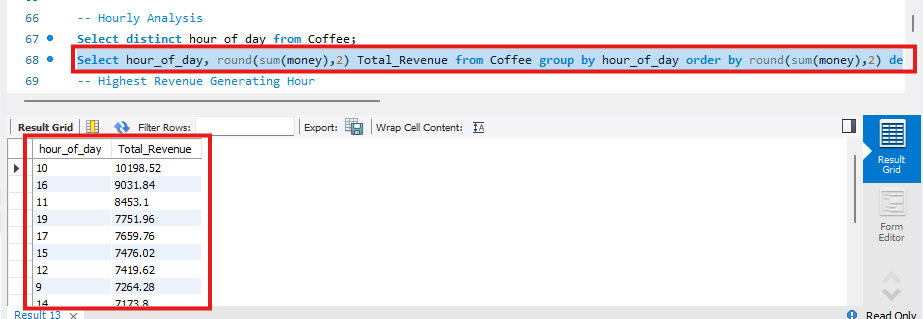 66 -- Hourly Analysis
67 Select distinct hour_of_day from Coffee;
68 Select hour_of_day, round(sum(money),2) Total_Revenue from Coffee group by hour_of_day order by round(sum(money),2) de
69 -- Highest Revenue Generating Hour
Result Grid Filter Rows: Export: Wrap Cell Content:
hour_of_day Total_Revenue
10 10198.52
16 9031.84
11 8453.1
19 7751.96
17 7659.76
15 7476.02
12 7419.62
9 7264.28
14 7173.8
Result
Grid
Form
Editor
Result 13 ×
Read Only